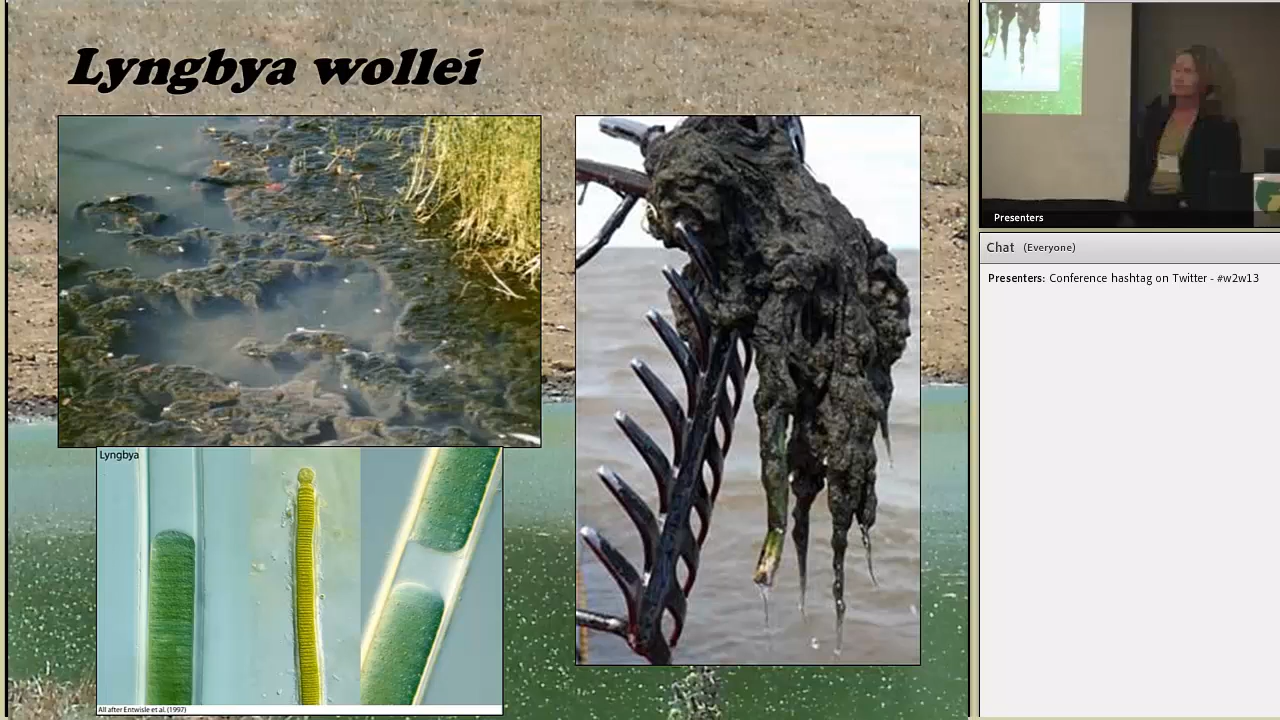 Lyngbya wollei
Lyngbya
All after Entwisle et al. (1997)
Presenters
Chat (Everyone)
Presenters: Conference hashtag on Twitter - #w2w13